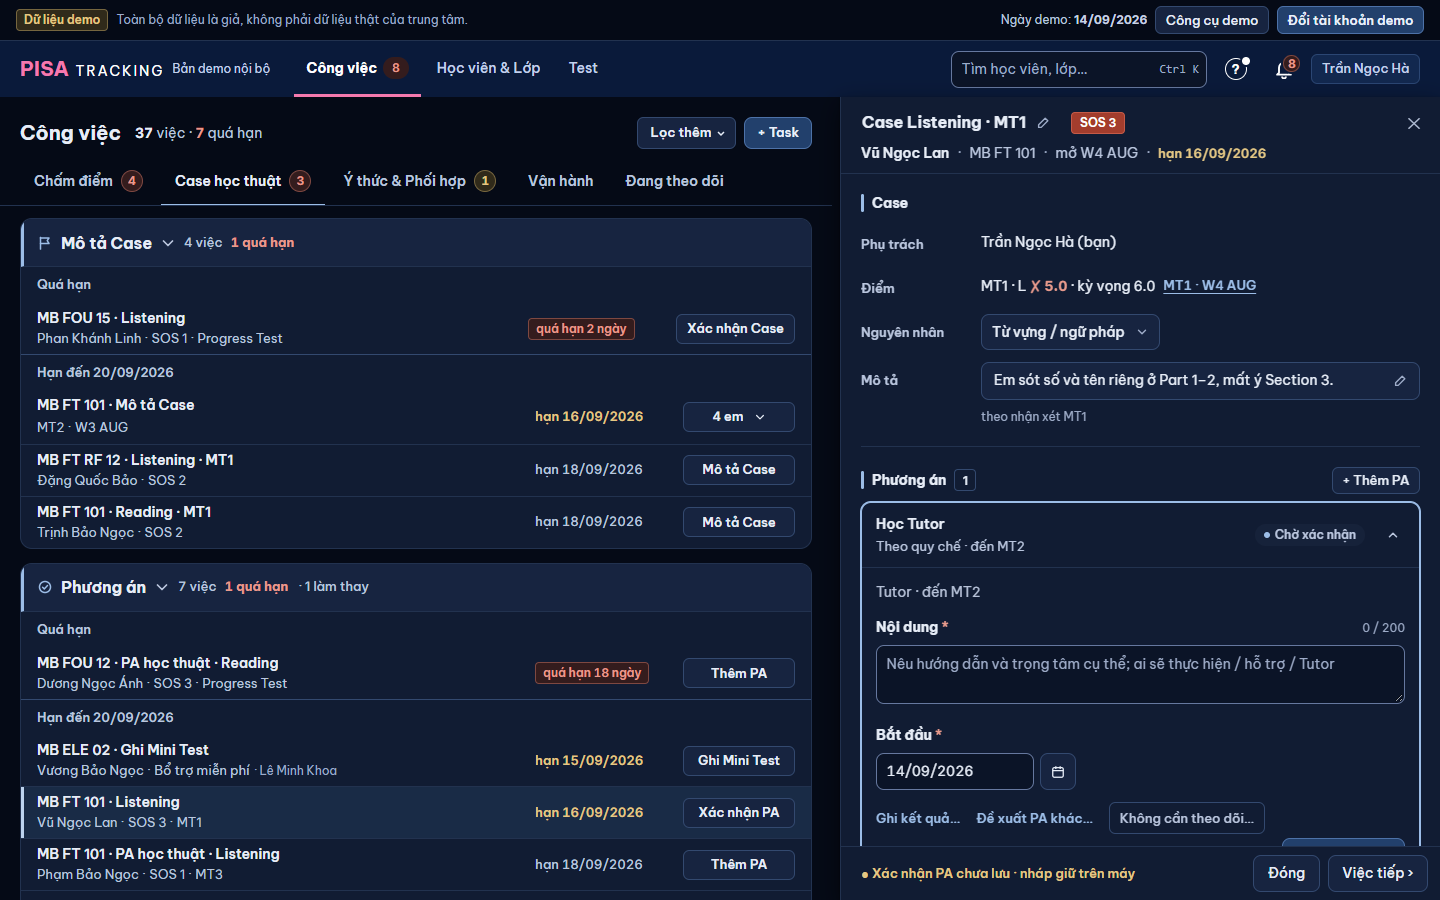 Dữ liệu demo Toàn bộ dữ liệu là giả, không phải dữ liệu thật của trung tâm. Ngày demo: 14/09/2026 Công cụ demo Đổi tài khoản demo
PISA TRACKING Bản demo nội bộ Công việc 8 Học viên & Lớp Test Tìm học viên, lớp... Ctrl K ? 8 Trần Ngọc Hà
Công việc 37 việc · 7 quá hạn Lọc thêm + Task
Chấm điểm 4 Case học thuật 3 Ý thức & Phối hợp 1 Vận hành Đang theo dõi
Mô tả Case 4 việc 1 quá hạn
Quá hạn
MB FOU 15 · Listening
Phan Khánh Linh · SOS 1 · Progress Test
quá hạn 2 ngày Xác nhận Case
Hạn đến 20/09/2026
MB FT 101 · Mô tả Case
MT2 · W3 AUG
hạn 16/09/2026 4 em
MB FT RF 12 · Listening · MT1
Đặng Quốc Bảo · SOS 2
hạn 18/09/2026 Mô tả Case
MB FT 101 · Reading · MT1
Trịnh Bảo Ngọc · SOS 2
hạn 18/09/2026 Mô tả Case
Phương án 7 việc 1 quá hạn · 1 làm thay
Quá hạn
MB FOU 12 · PA học thuật · Reading
Dương Ngọc Ánh · SOS 3 · Progress Test
quá hạn 18 ngày Thêm PA
Hạn đến 20/09/2026
MB ELE 02 · Ghi Mini Test
Vương Bảo Ngọc · Bổ trợ miễn phí · Lê Minh Khoa
hạn 15/09/2026 Ghi Mini Test
MB FT 101 · Listening
Vũ Ngọc Lan · SOS 3 · MT1
hạn 16/09/2026 Xác nhận PA
MB FT 101 · PA học thuật · Listening
Phạm Bảo Ngọc · SOS 1 · MT3
hạn 18/09/2026 Thêm PA
Case Listening · MT1 SOS 3
Vũ Ngọc Lan · MB FT 101 · mở W4 AUG · hạn 16/09/2026
Case
Phụ trách Trần Ngọc Hà (bạn)
Điểm MT1 · L ✗ 5.0 · kỳ vọng 6.0 MT1 · W4 AUG
Nguyên nhân Từ vựng / ngữ pháp
Mô tả Em sót số và tên riêng ở Part 1–2, mất ý Section 3.
theo nhận xét MT1
Phương án 1 + Thêm PA
Học Tutor
Theo quy chế · đến MT2
Chờ xác nhận
Tutor · đến MT2
Nội dung * 0 / 200
Nêu hướng dẫn và trọng tâm cụ thể; ai sẽ thực hiện / hỗ trợ / Tutor
Bắt đầu *
14/09/2026
Ghi kết quả... Đề xuất PA khác... Không cần theo dõi...
Xác nhận PA chưa lưu · nháp giữ trên máy Đóng Việc tiếp ›